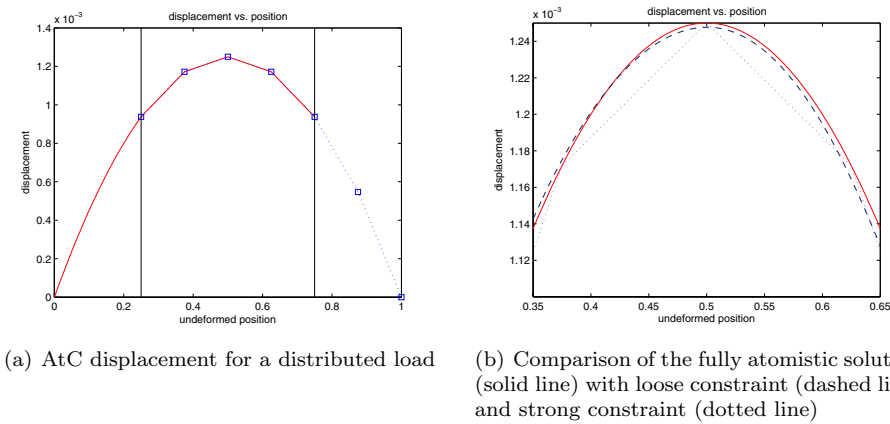 displacement vs. position
x 10⁻³
1.4
1.2
1
0.8
0.6
0.4
0.2
0
displacement
0 0.2 0.4 0.6 0.8 1
undeformed position
(a) AtC displacement for a distributed load
displacement vs. position
x 10⁻³
1.24
1.22
1.2
1.18
1.16
1.14
1.12
displacement
0.35 0.4 0.45 0.5 0.55 0.6 0.65
undeformed position
(b) Comparison of the fully atomistic solut
(solid line) with loose constraint (dashed li
and strong constraint (dotted line)